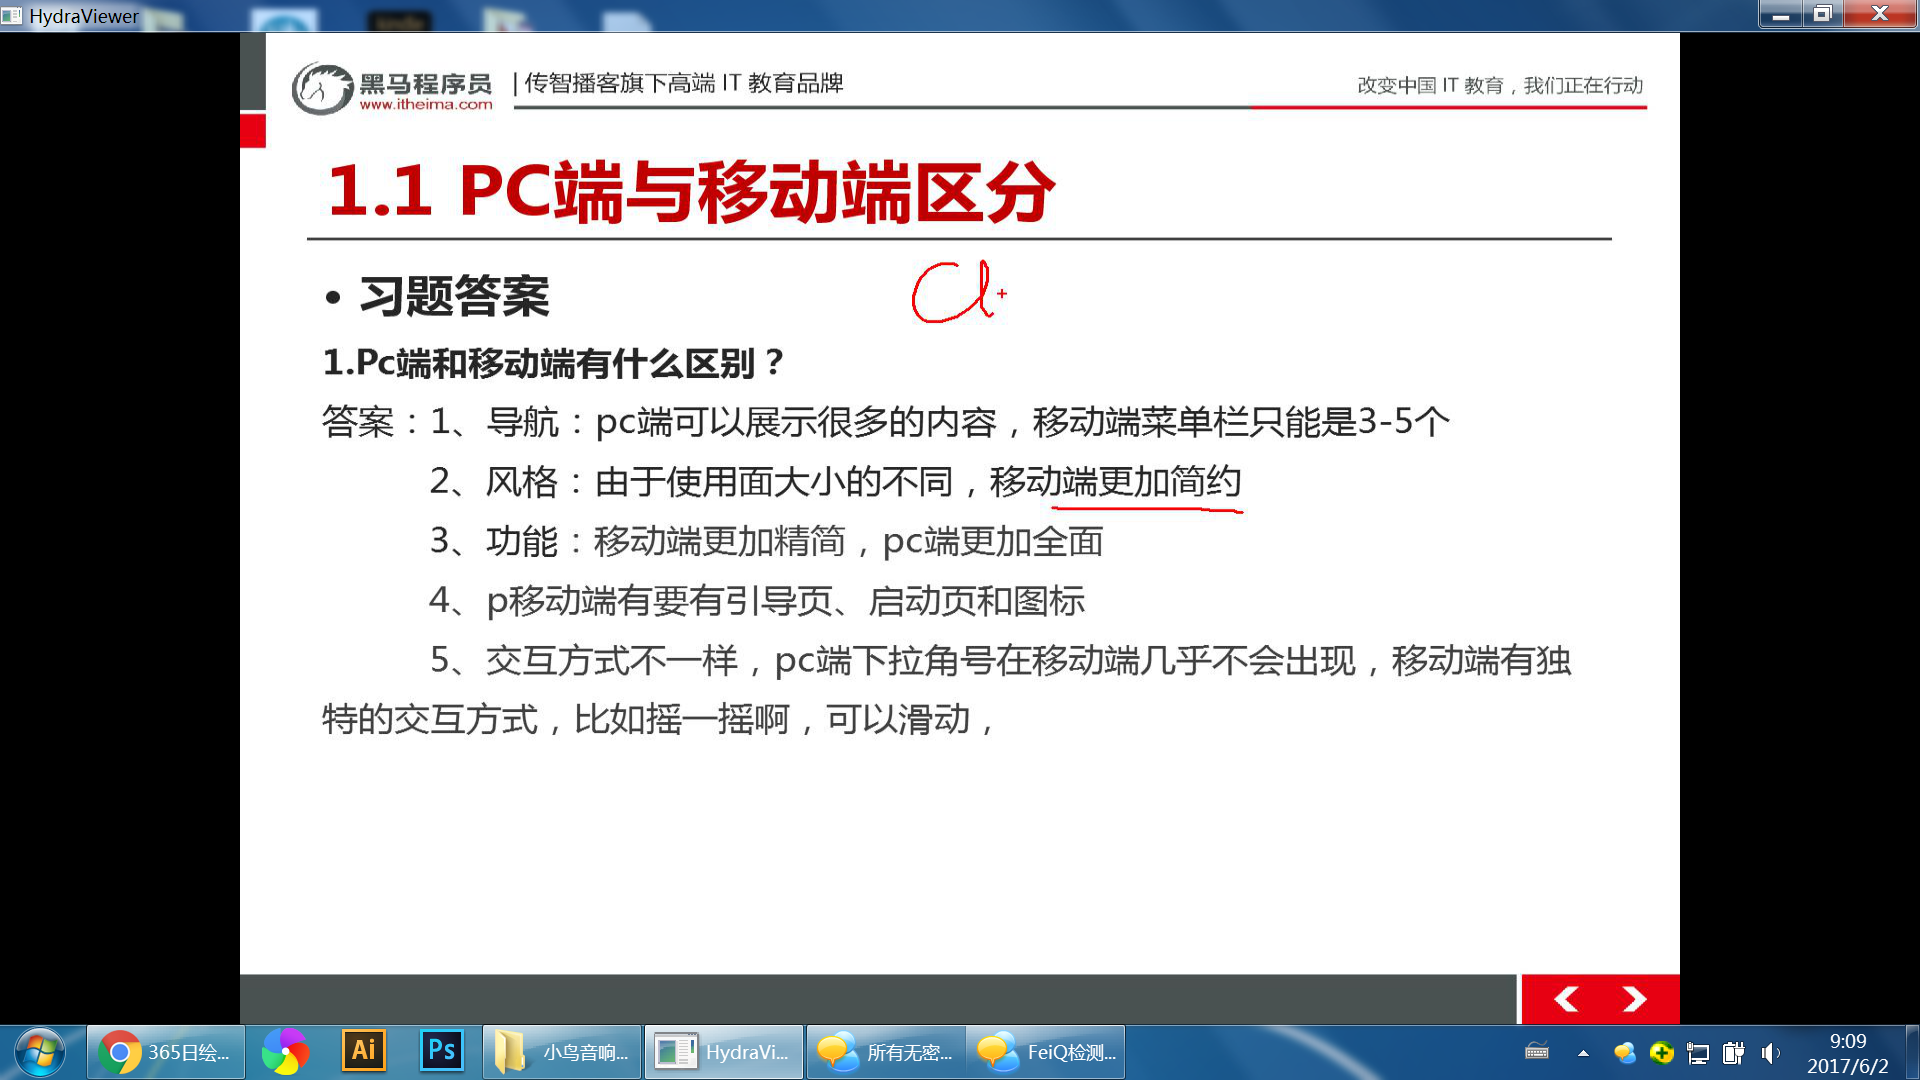 HydraViewer
黑马程序员
www.itheima.com
|传智播客旗下高端 IT 教育品牌
改变中国 IT 教育，我们正在行动
1.1 PC端与移动端区分
• 习题答案
1.Pc端和移动端有什么区别？
答案：1、导航：pc端可以展示很多的内容，移动端菜单栏只能是3-5个
2、风格：由于使用面大小的不同，移动端更加简约
3、功能：移动端更加精简，pc端更加全面
4、p移动端有要有引导页、启动页和图标
5、交互方式不一样，pc端下拉角号在移动端几乎不会出现，移动端有独
特的交互方式，比如摇一摇啊，可以滑动，
365日绘...
Ai
Ps
小鸟音响...
HydraVi...
所有无密...
FeiQ检测...
9:09
2017/6/2